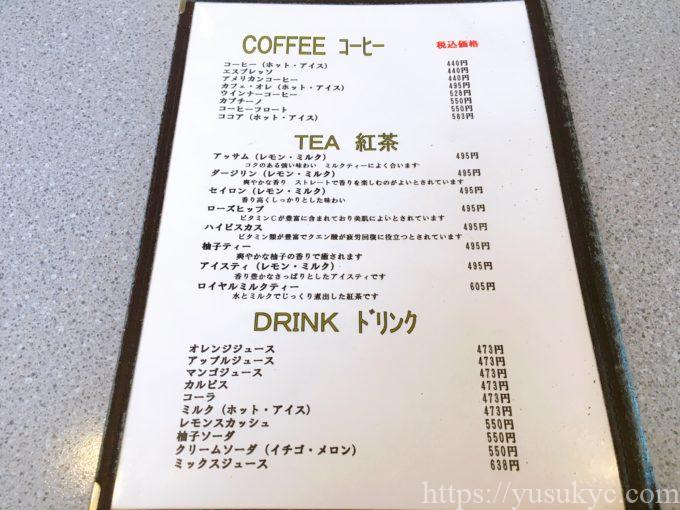 COFFEE コーヒー 税込価格
コーヒー（ホット・アイス） 440円
エスプレッソ 440円
アメリカンコーヒー 440円
カフェ・オレ（ホット・アイス） 495円
ウインナーコーヒー 528円
カプチーノ 550円
コーヒーフロート 550円
ココア（ホット・アイス） 583円
TEA 紅茶
アッサム（レモン・ミルク） 495円
コクのある強い味わい ミルクティーによく合います
ダージリン（レモン・ミルク） 495円
爽やかな香り ストレートで香りを楽しむのがよいとされています
セイロン（レモン・ミルク） 495円
香り高くしっかりとした味わい
ローズヒップ 495円
ビタミンCが豊富に含まれており美肌によいとされています
ハイビスカス 495円
ビタミン類が豊富でクエン酸が疲労回復に役立つとされています
柚子ティー 495円
爽やかな柚子の香りで癒されます
アイスティ（レモン・ミルク） 495円
香り豊かなさっぱりとしたアイスティです
ロイヤルミルクティー 605円
水とミルクでじっくり煮出した紅茶です
DRINK ドリンク
オレンジジュース 473円
アップルジュース 473円
マンゴジュース 473円
カルピス 473円
コーラ 473円
ミルク（ホット・アイス） 473円
レモンスカッシュ 550円
柚子ソーダ 550円
クリームソーダ（イチゴ・メロン） 550円
ミックスジュース 638円
https://yusukyc.com